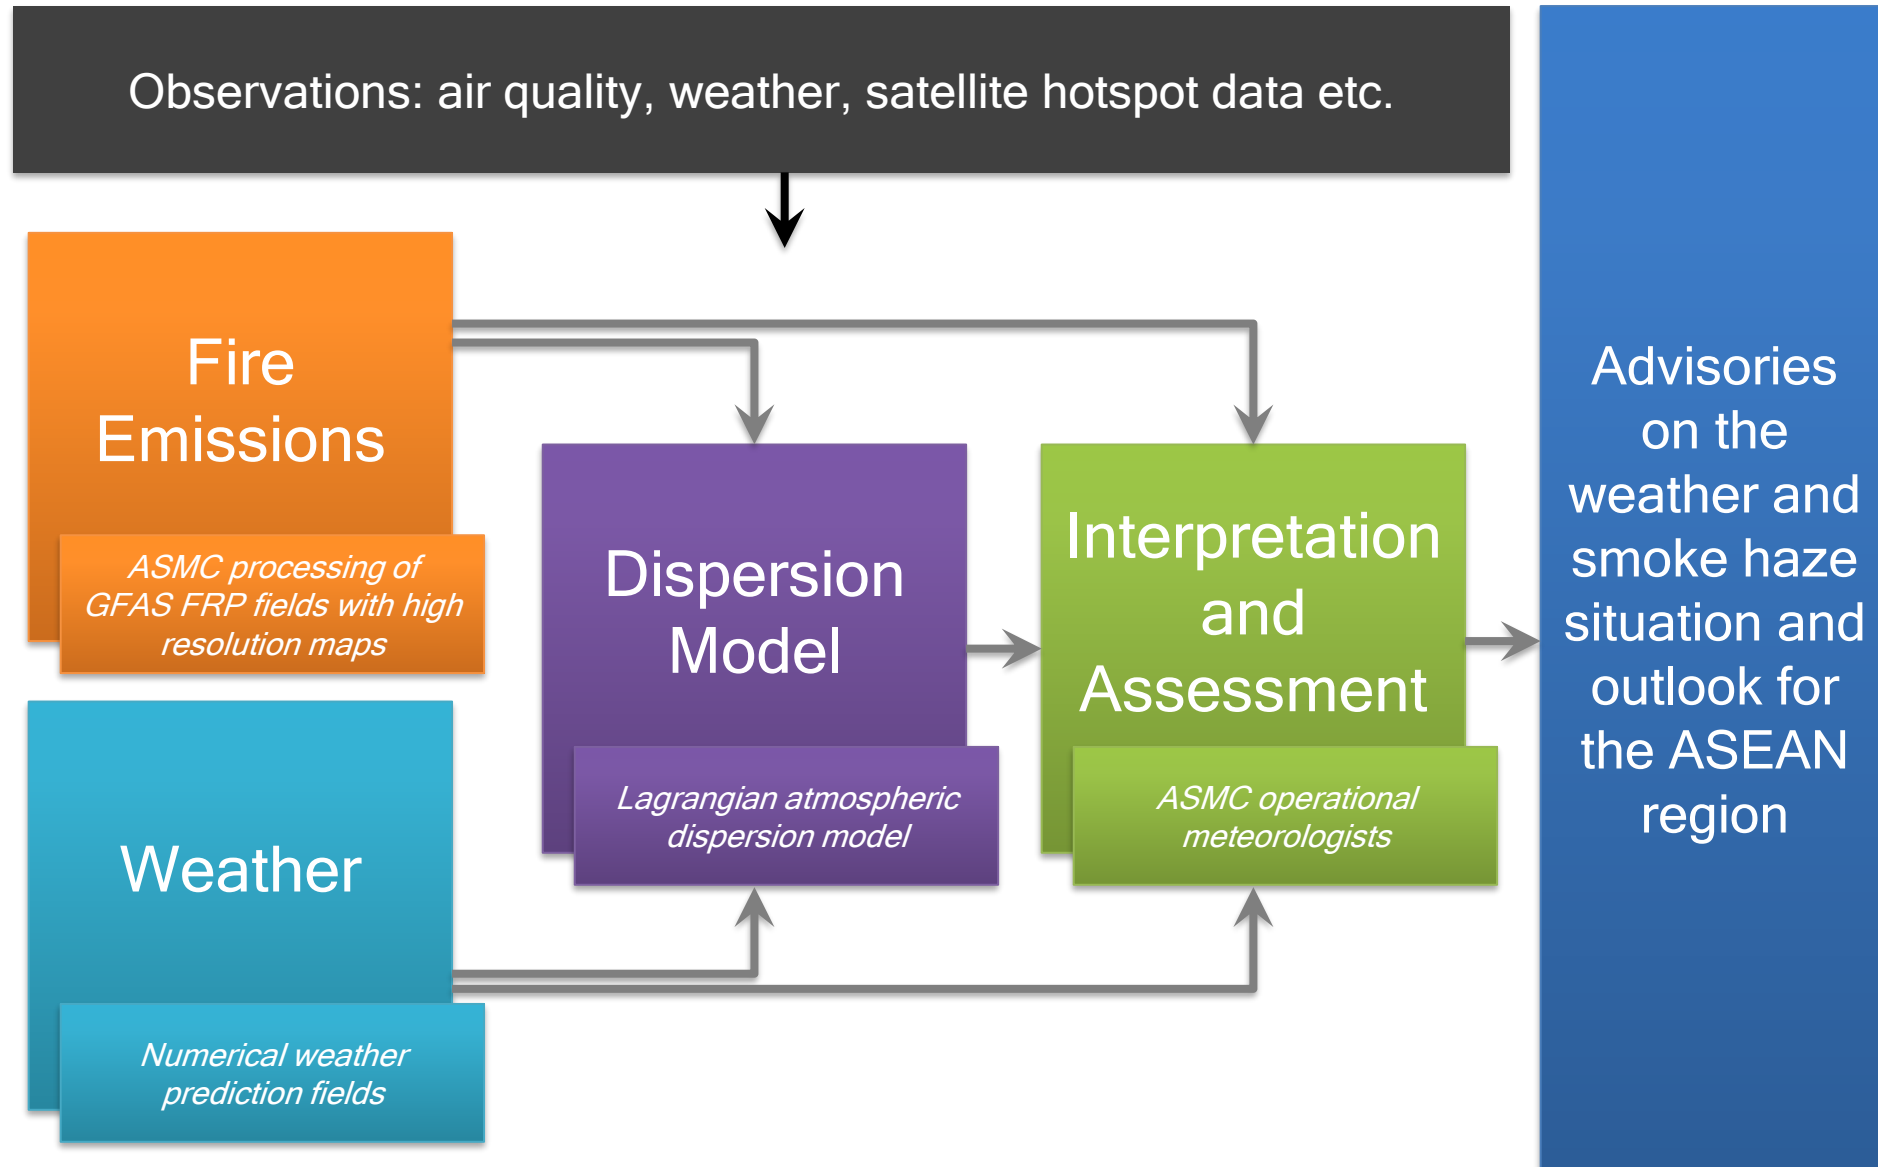 Observations: air quality, weather, satellite hotspot data etc.
Fire
Emissions
ASMC processing of
GFAS FRP fields with high
resolution maps
Weather
Numerical weather
prediction fields
Dispersion
Model
Lagrangian atmospheric
dispersion model
Interpretation
and
Assessment
ASMC operational
meteorologists
Advisories
on the
weather and
smoke haze
situation and
outlook for
the ASEAN
region